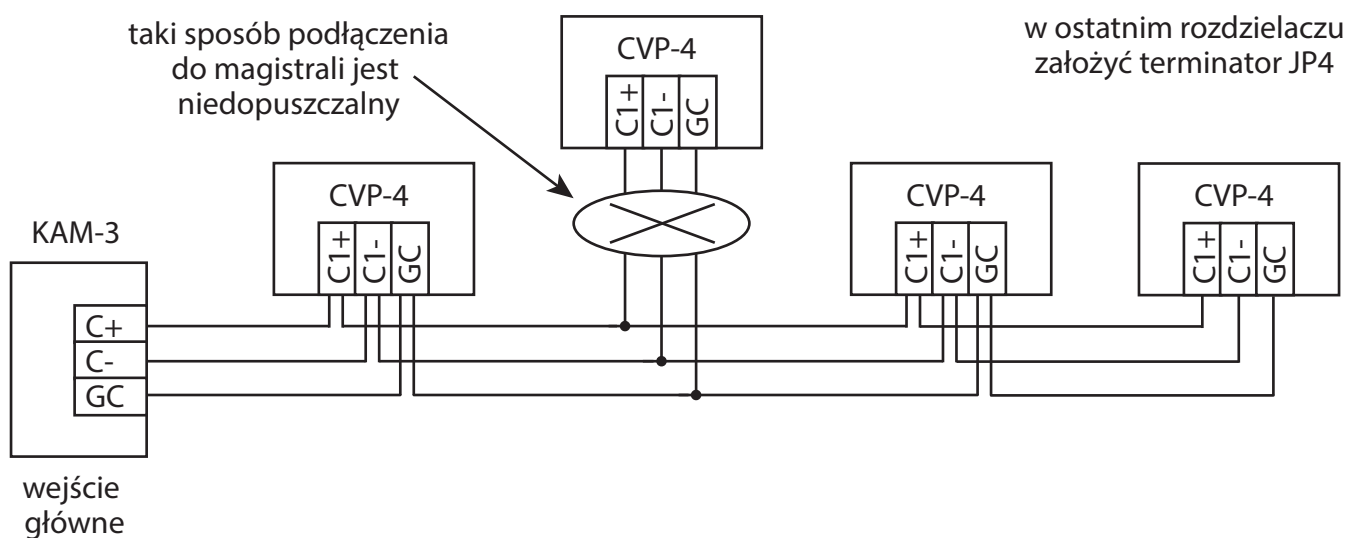 taki sposób podłączenia
do magistrali jest
niedopuszczalny
CVP-4
C1+
C1-
GC
w ostatnim rozdzielaczu
założyć terminator JP4
CVP-4
C1+
C1-
GC
CVP-4
C1+
C1-
GC
CVP-4
C1+
C1-
GC
KAM-3
C+
C-
GC
wejście
główne